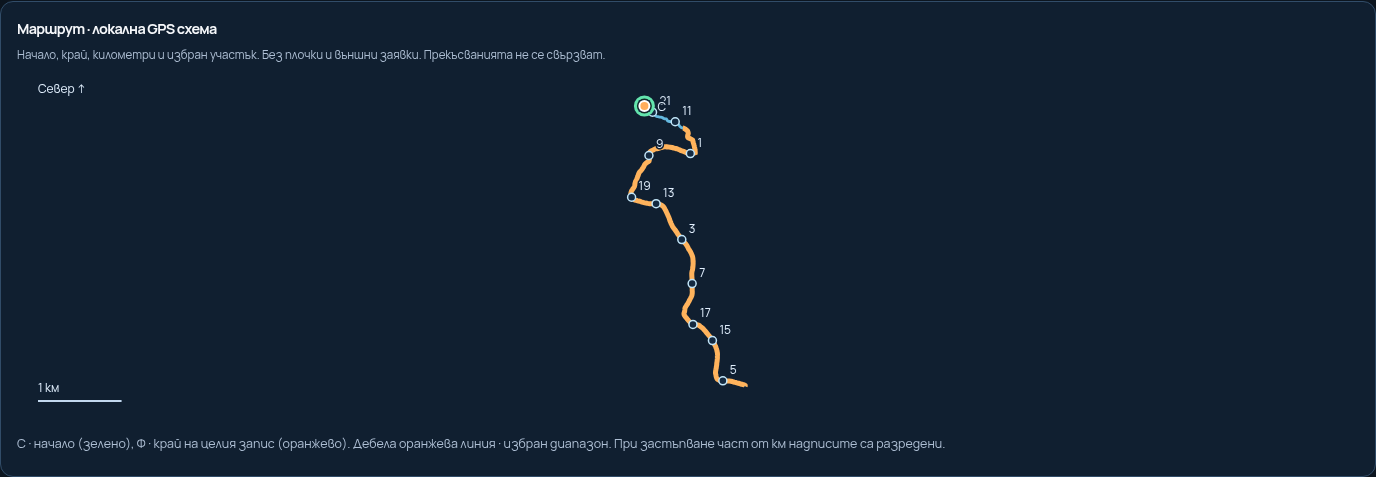 Маршрут · локална GPS схема
Начало, край, километри и избран участък. Без плочки и външни заявки. Прекъсванията не се свързват.
Север ↑
21
С
11
1
9
19
13
3
7
17
15
5
1 км
С · начало (зелено), Ф · край на целия запис (оранжево). Дебела оранжева линия · избран диапазон. При застъпване част от км надписите са разредени.